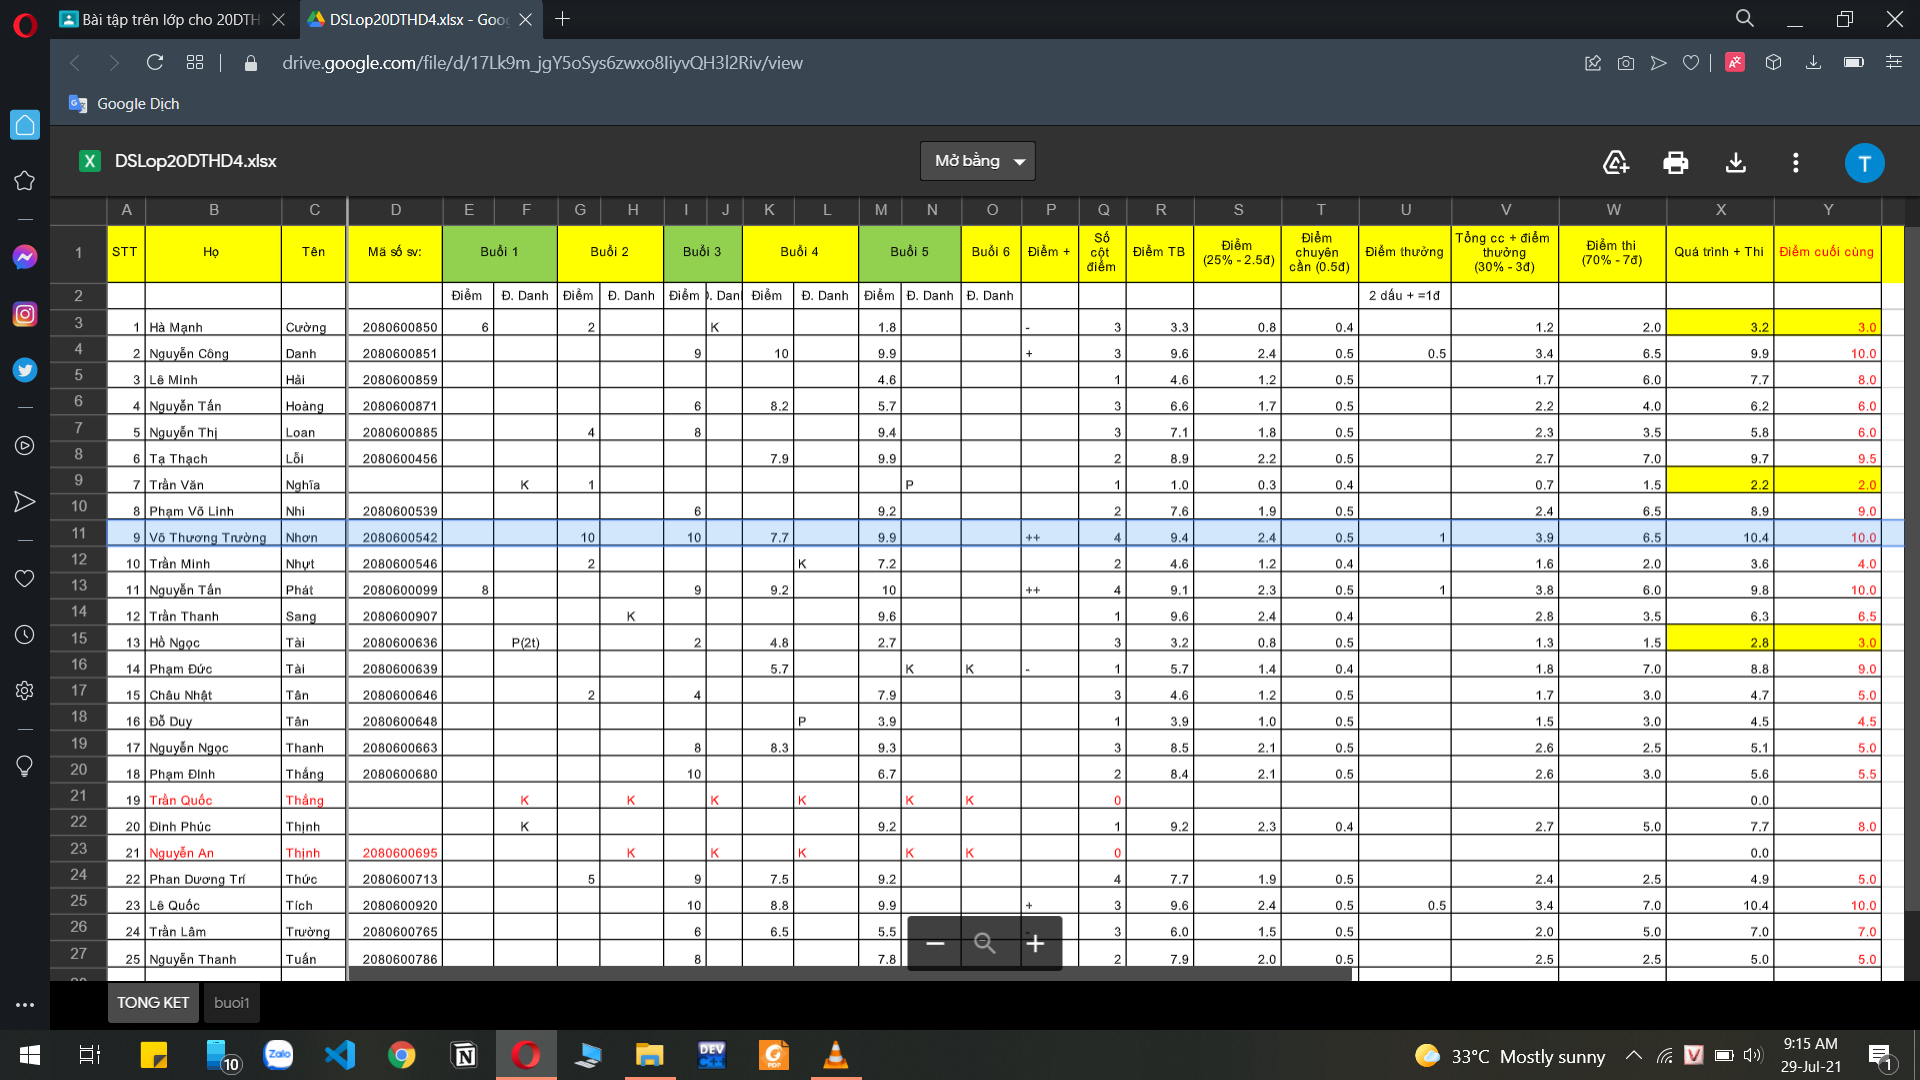 Bài tập trên lớp cho 20DTH
DSLop20DTHD4.xlsx - Goo
drive.google.com/file/d/17Lk9m_jgY5oSys6zwxo8IiyvQH3l2Riv/view
Google Dịch
X DSLop20DTHD4.xlsx Mở bằng T
A B C D E F G H I J K L M N O P Q R S T U V W X Y
1 STT Họ Tên Mã số sv: Buổi 1 Buổi 2 Buổi 3 Buổi 4 Buổi 5 Buổi 6 Điểm + Số cột điểm Điểm TB Điểm (25% - 2.5đ) Điểm chuyên cần (0.5đ) Điểm thưởng Tổng cc + điểm thưởng (30% - 3đ) Điểm thi (70% - 7đ) Quá trình + Thi Điểm cuối cùng
2 Điểm Đ. Danh Điểm Đ. Danh Điểm Điểm Đ. Danh Điểm Đ. Danh Đ. Danh 2 dấu + =1đ
3 1 Hà Mạnh Cường 2080600850 6 2 K 1.8 - 3 3.3 0.8 0.4 1.2 2.0 3.2 3.0
4 2 Nguyễn Công Danh 2080600851 9 10 9.9 + 3 9.6 2.4 0.5 0.5 3.4 6.5 9.9 10.0
5 3 Lê Minh Hải 2080600859 4.6 1 4.6 1.2 0.5 1.7 6.0 7.7 8.0
6 4 Nguyễn Tấn Hoàng 2080600871 6 8.2 5.7 3 6.6 1.7 0.5 2.2 4.0 6.2 6.0
7 5 Nguyễn Thị Loan 2080600885 4 8 9.4 3 7.1 1.8 0.5 2.3 3.5 5.8 6.0
8 6 Tạ Thạch Lỗi 2080600456 7.9 9.9 2 8.9 2.2 0.5 2.7 7.0 9.7 9.5
9 7 Trần Văn Nghĩa K 1 P 1 1.0 0.3 0.4 0.7 1.5 2.2 2.0
10 8 Phạm Võ Linh Nhi 2080600539 6 9.2 2 7.6 1.9 0.5 2.4 6.5 8.9 9.0
11 9 Võ Thương Trường Nhơn 2080600542 10 10 7.7 9.9 ++ 4 9.4 2.4 0.5 1 3.9 6.5 10.4 10.0
12 10 Trần Minh Nhựt 2080600546 2 K 7.2 2 4.6 1.2 0.4 1.6 2.0 3.6 4.0
13 11 Nguyễn Tấn Phát 2080600099 8 9 9.2 10 ++ 4 9.1 2.3 0.5 1 3.8 6.0 9.8 10.0
14 12 Trần Thanh Sang 2080600907 K 9.6 1 9.6 2.4 0.4 2.8 3.5 6.3 6.5
15 13 Hồ Ngọc Tài 2080600636 P(2t) 2 4.8 2.7 3 3.2 0.8 0.5 1.3 1.5 2.8 3.0
16 14 Phạm Đức Tài 2080600639 5.7 K K - 1 5.7 1.4 0.4 1.8 7.0 8.8 9.0
17 15 Châu Nhật Tân 2080600646 2 4 7.9 3 4.6 1.2 0.5 1.7 3.0 4.7 5.0
18 16 Đỗ Duy Tân 2080600648 P 3.9 1 3.9 1.0 0.5 1.5 3.0 4.5 4.5
19 17 Nguyễn Ngọc Thanh 2080600663 8 8.3 9.3 3 8.5 2.1 0.5 2.6 2.5 5.1 5.0
20 18 Phạm Đình Thắng 2080600680 10 6.7 2 8.4 2.1 0.5 2.6 3.0 5.6 5.5
21 19 Trần Quốc Thắng K K K K K K 0 0.0
22 20 Đinh Phúc Thịnh K 9.2 1 9.2 2.3 0.4 2.7 5.0 7.7 8.0
23 21 Nguyễn An Thịnh 2080600695 K K K K K 0 0.0
24 22 Phan Dương Trí Thức 2080600713 5 9 7.5 9.2 4 7.7 1.9 0.5 2.4 2.5 4.9 5.0
25 23 Lê Quốc Tích 2080600920 10 8.8 9.9 + 3 9.6 2.4 0.5 0.5 3.4 7.0 10.4 10.0
26 24 Trần Lâm Trường 2080600765 6 6.5 5.5 3 6.0 1.5 0.5 2.0 5.0 7.0 7.0
27 25 Nguyễn Thanh Tuấn 2080600786 8 7.8 2 7.9 2.0 0.5 2.5 2.5 5.0 5.0
TONG KET buoi1
10 Zalo N DEV C++ PDF 33°C Mostly sunny V 9:15 AM
29-Jul-21 1